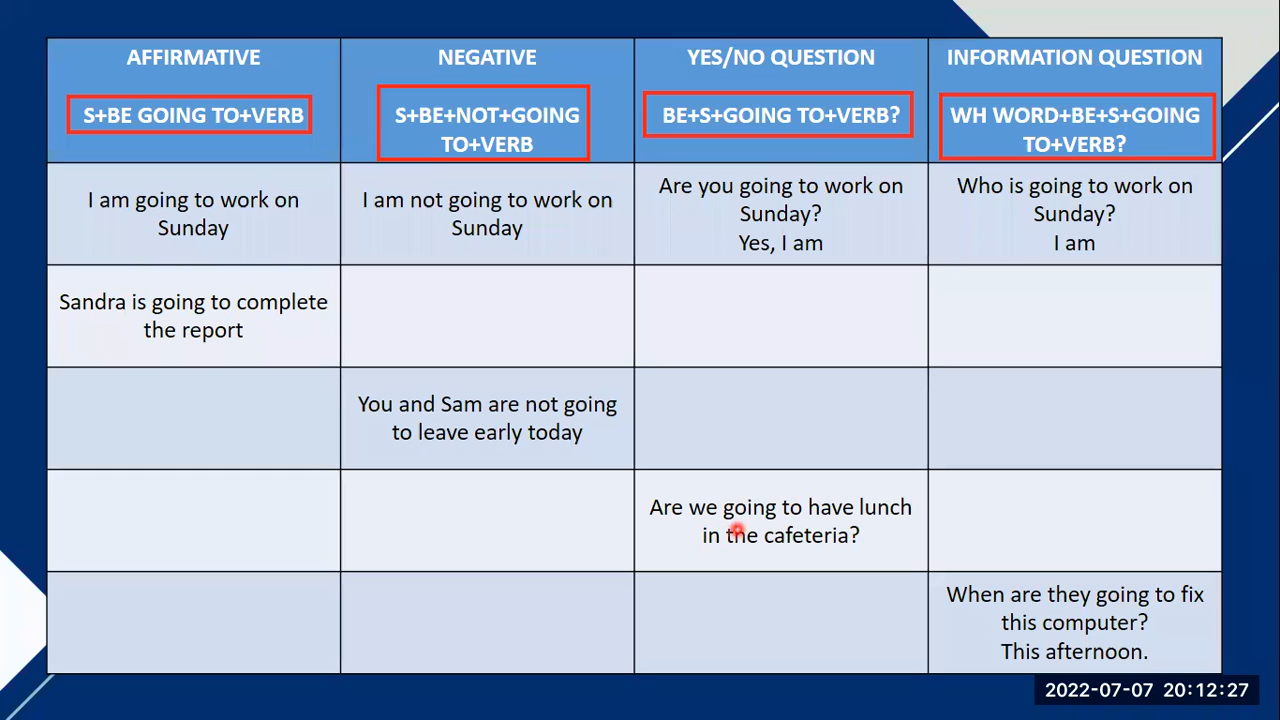 AFFIRMATIVE
S+BE GOING TO+VERB
NEGATIVE
S+BE+NOT+GOING
TO+VERB
YES/NO QUESTION
BE+S+GOING TO+VERB?
INFORMATION QUESTION
WH WORD+BE+S+GOING
TO+VERB?
I am going to work on
Sunday
I am not going to work on
Sunday
Are you going to work on
Sunday?
Yes, I am
Who is going to work on
Sunday?
I am
Sandra is going to complete
the report
You and Sam are not going
to leave early today
Are we going to have lunch
in the cafeteria?
When are they going to fix
this computer?
This afternoon.
2022-07-07 20:12:27